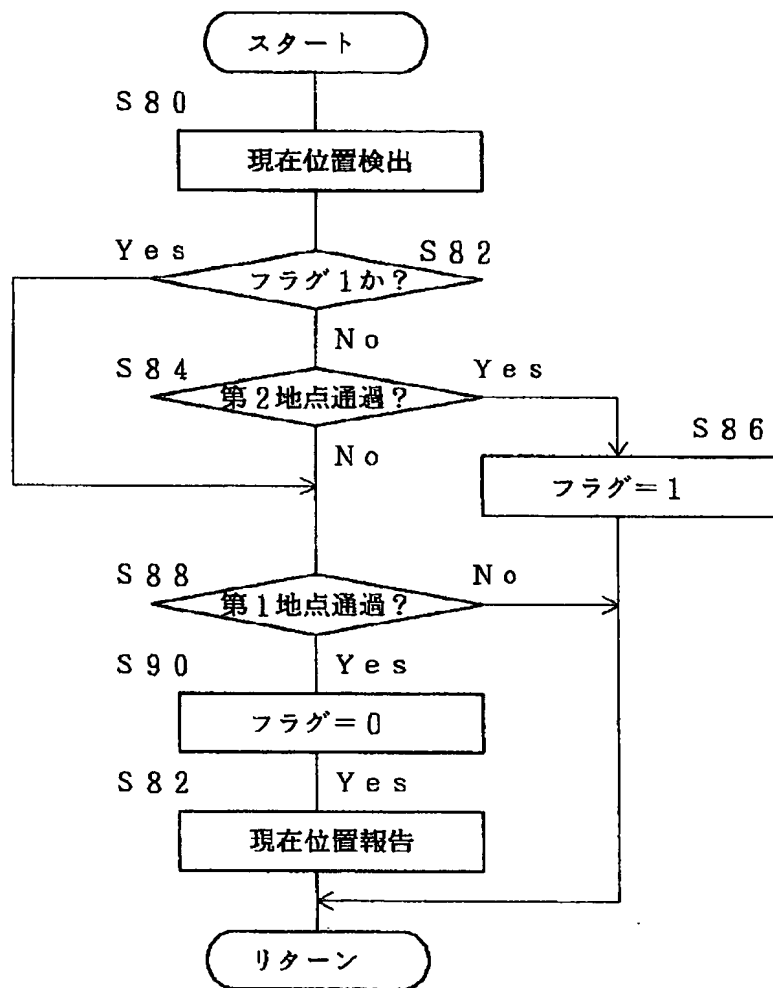 スタート
S80
現在位置検出
Yes
S82
フラグ1か?
No
S84
Yes
第2地点通過?
S86
No
フラグ=1
S88
No
第1地点通過?
S90
Yes
フラグ=0
S82
Yes
現在位置報告
リターン